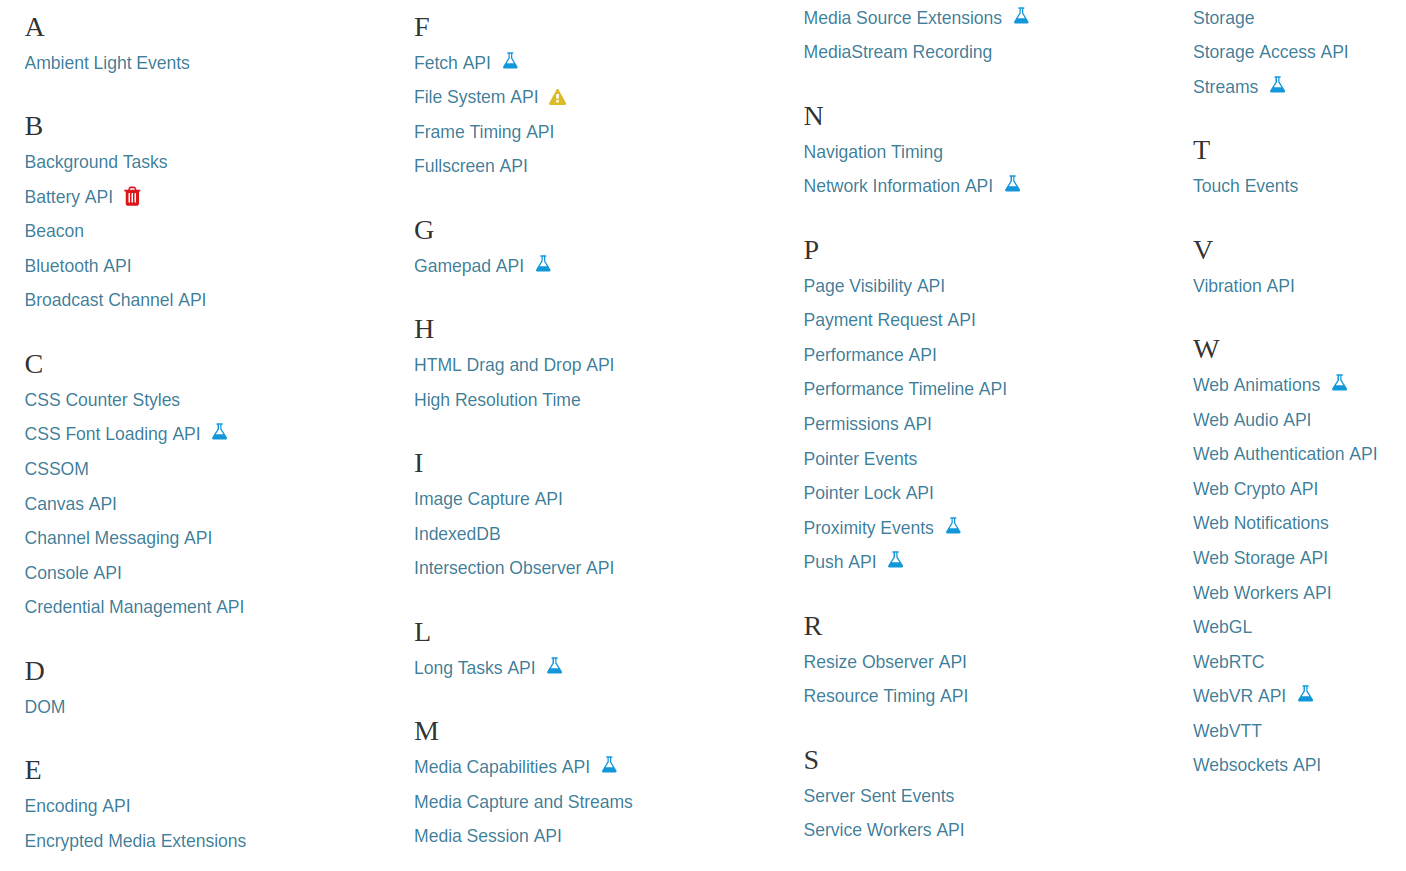 A
Ambient Light Events
B
Background Tasks
Battery API
Beacon
Bluetooth API
Broadcast Channel API
C
CSS Counter Styles
CSS Font Loading API
CSSOM
Canvas API
Channel Messaging API
Console API
Credential Management API
D
DOM
E
Encoding API
Encrypted Media Extensions
F
Fetch API
File System API
Frame Timing API
Fullscreen API
G
Gamepad API
H
HTML Drag and Drop API
High Resolution Time
I
Image Capture API
IndexedDB
Intersection Observer API
L
Long Tasks API
M
Media Capabilities API
Media Capture and Streams
Media Session API
Media Source Extensions
MediaStream Recording
N
Navigation Timing
Network Information API
P
Page Visibility API
Payment Request API
Performance API
Performance Timeline API
Permissions API
Pointer Events
Pointer Lock API
Proximity Events
Push API
R
Resize Observer API
Resource Timing API
S
Server Sent Events
Service Workers API
Storage
Storage Access API
Streams
T
Touch Events
V
Vibration API
W
Web Animations
Web Audio API
Web Authentication API
Web Crypto API
Web Notifications
Web Storage API
Web Workers API
WebGL
WebRTC
WebVR API
WebVTT
Websockets API